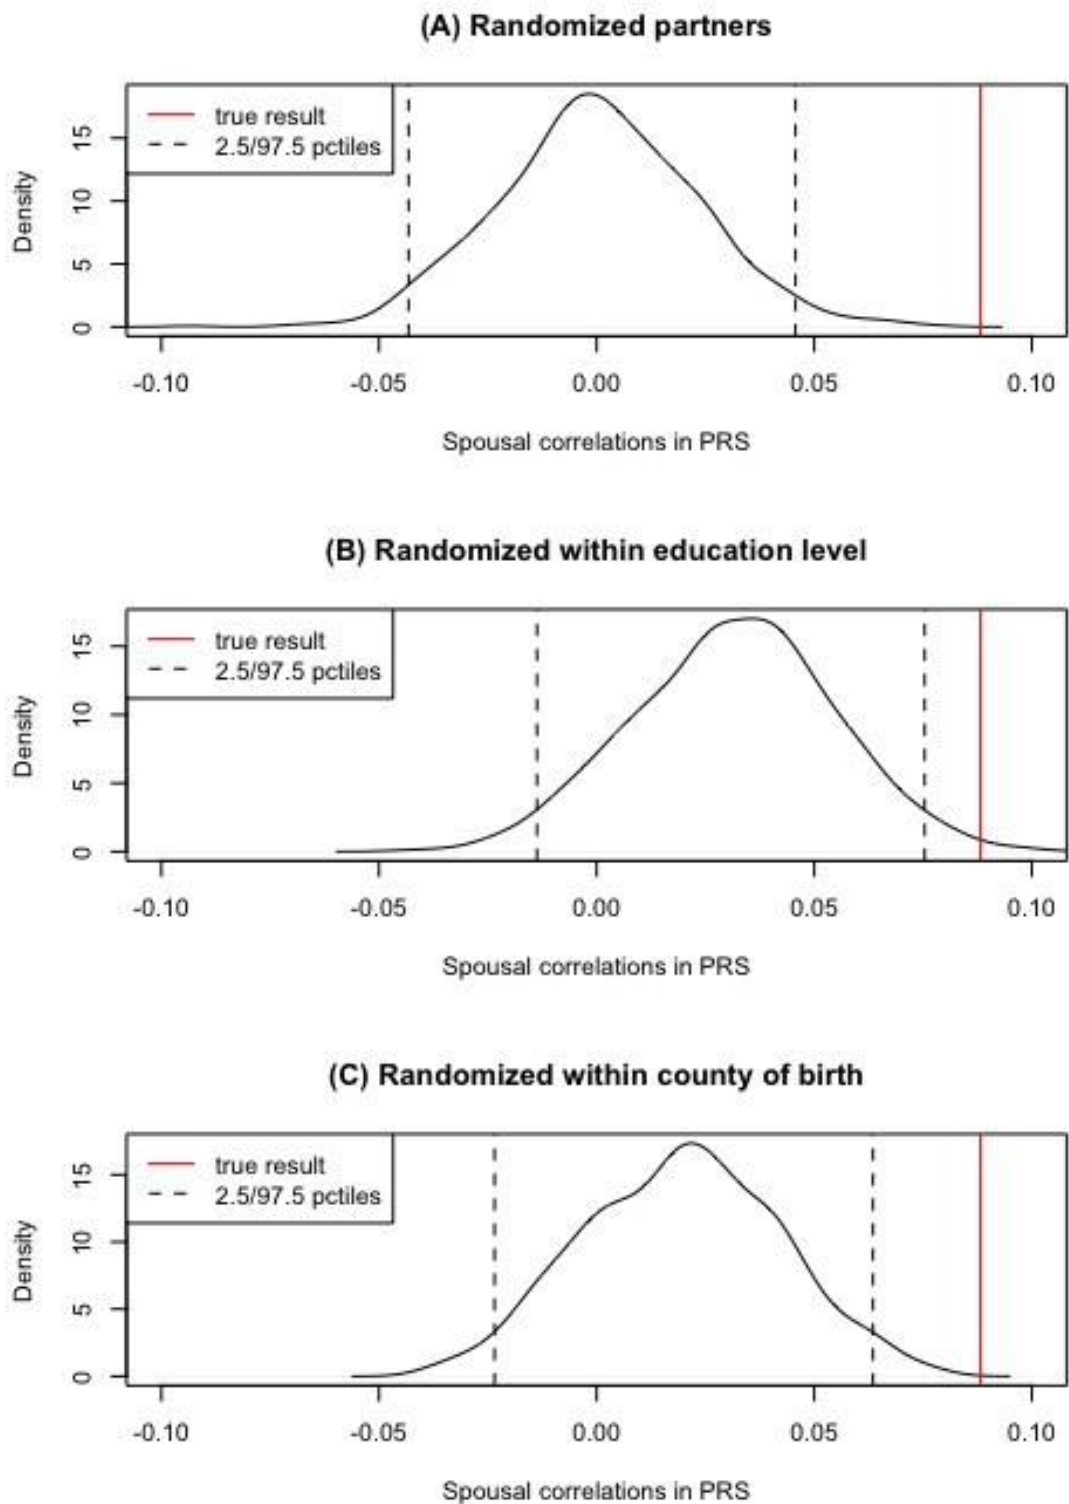 (A) Randomized partners
true result
2.5/97.5 pctiles
Density
15
10
5
0
-0.10 -0.05 0.00 0.05 0.10
Spousal correlations in PRS
(B) Randomized within education level
true result
2.5/97.5 pctiles
Density
15
10
5
0
-0.10 -0.05 0.00 0.05 0.10
Spousal correlations in PRS
(C) Randomized within county of birth
true result
2.5/97.5 pctiles
Density
15
10
5
0
-0.10 -0.05 0.00 0.05 0.10
Spousal correlations in PRS